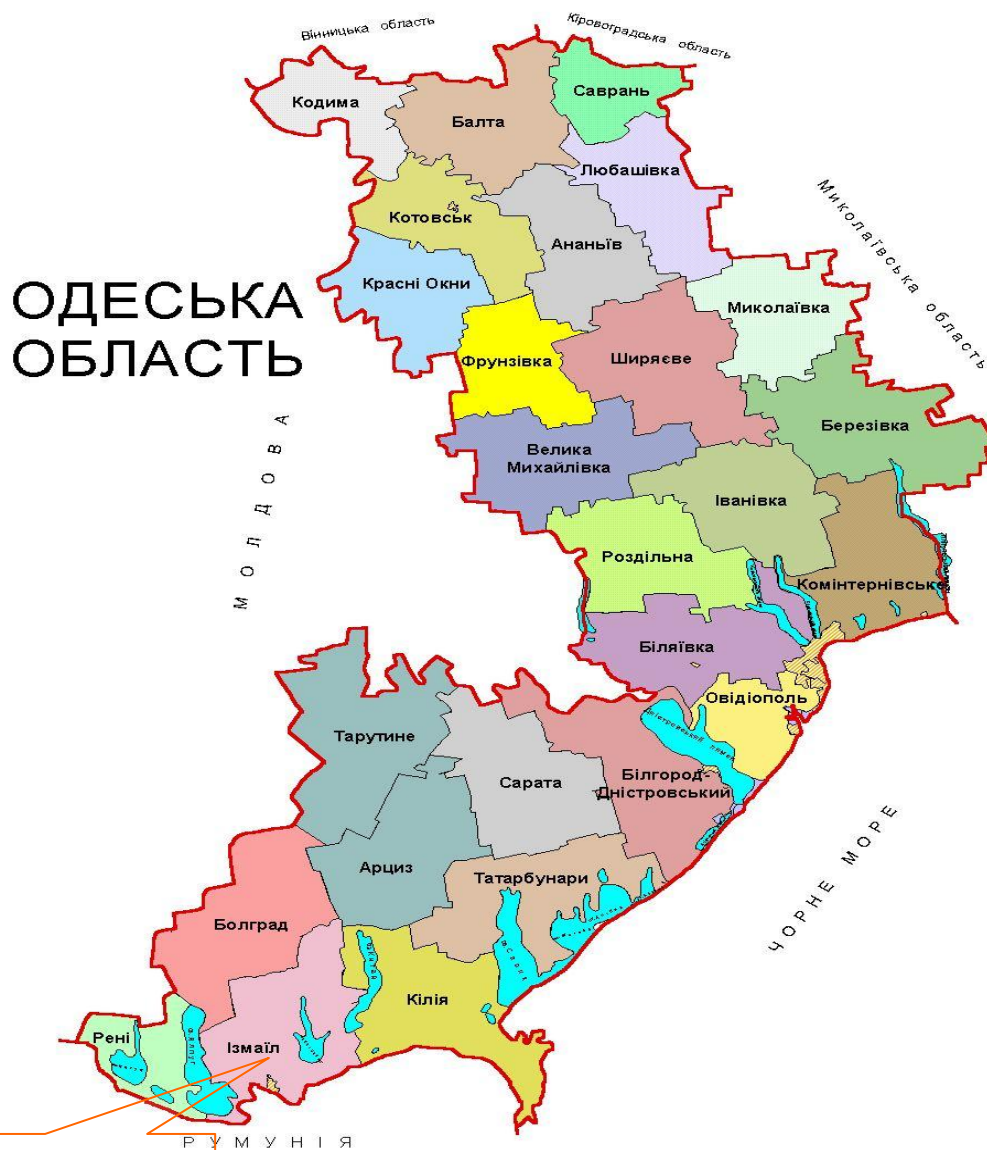 Вінницька область
Кіровоградська область
Саврань
Кодима
Балта
Любашівка
Миколаївська область
Котовськ
Ананьїв
Красні Окни
ОДЕСЬКА
ОБЛАСТЬ
Миколаївка
Фрунзівка
Ширяєве
МОЛДОВА
Березівка
Велика
Михайлівка
Іванівка
Роздільна
Комінтернівське
Біляївка
Овідіополь
Тарутине
Білгород-
Дністровський
Сарата
Арциз
Татарбунари
ЧОРНЕ МОРЕ
Болград
Кілія
Рені
Ізмаїл
РУМУНІЯ